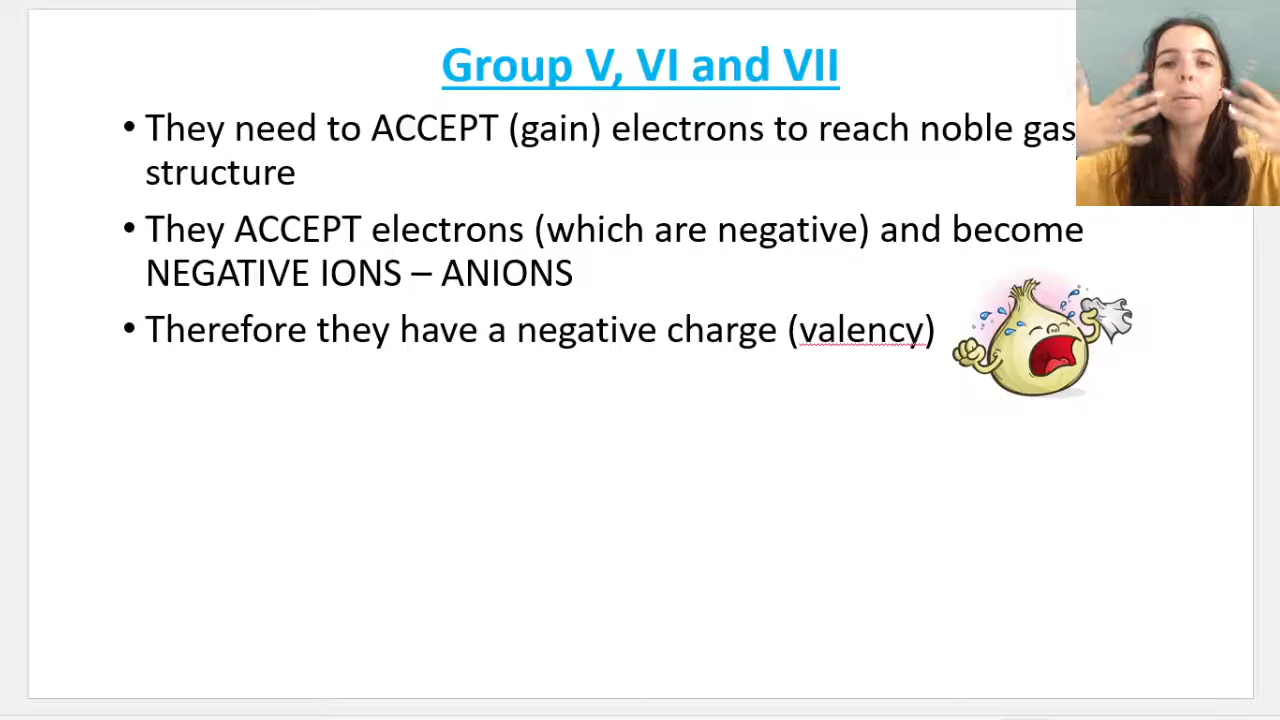 Group V, VI and VII
• They need to ACCEPT (gain) electrons to reach noble gas
structure
• They ACCEPT electrons (which are negative) and become
NEGATIVE IONS – ANIONS
• Therefore they have a negative charge (valency)